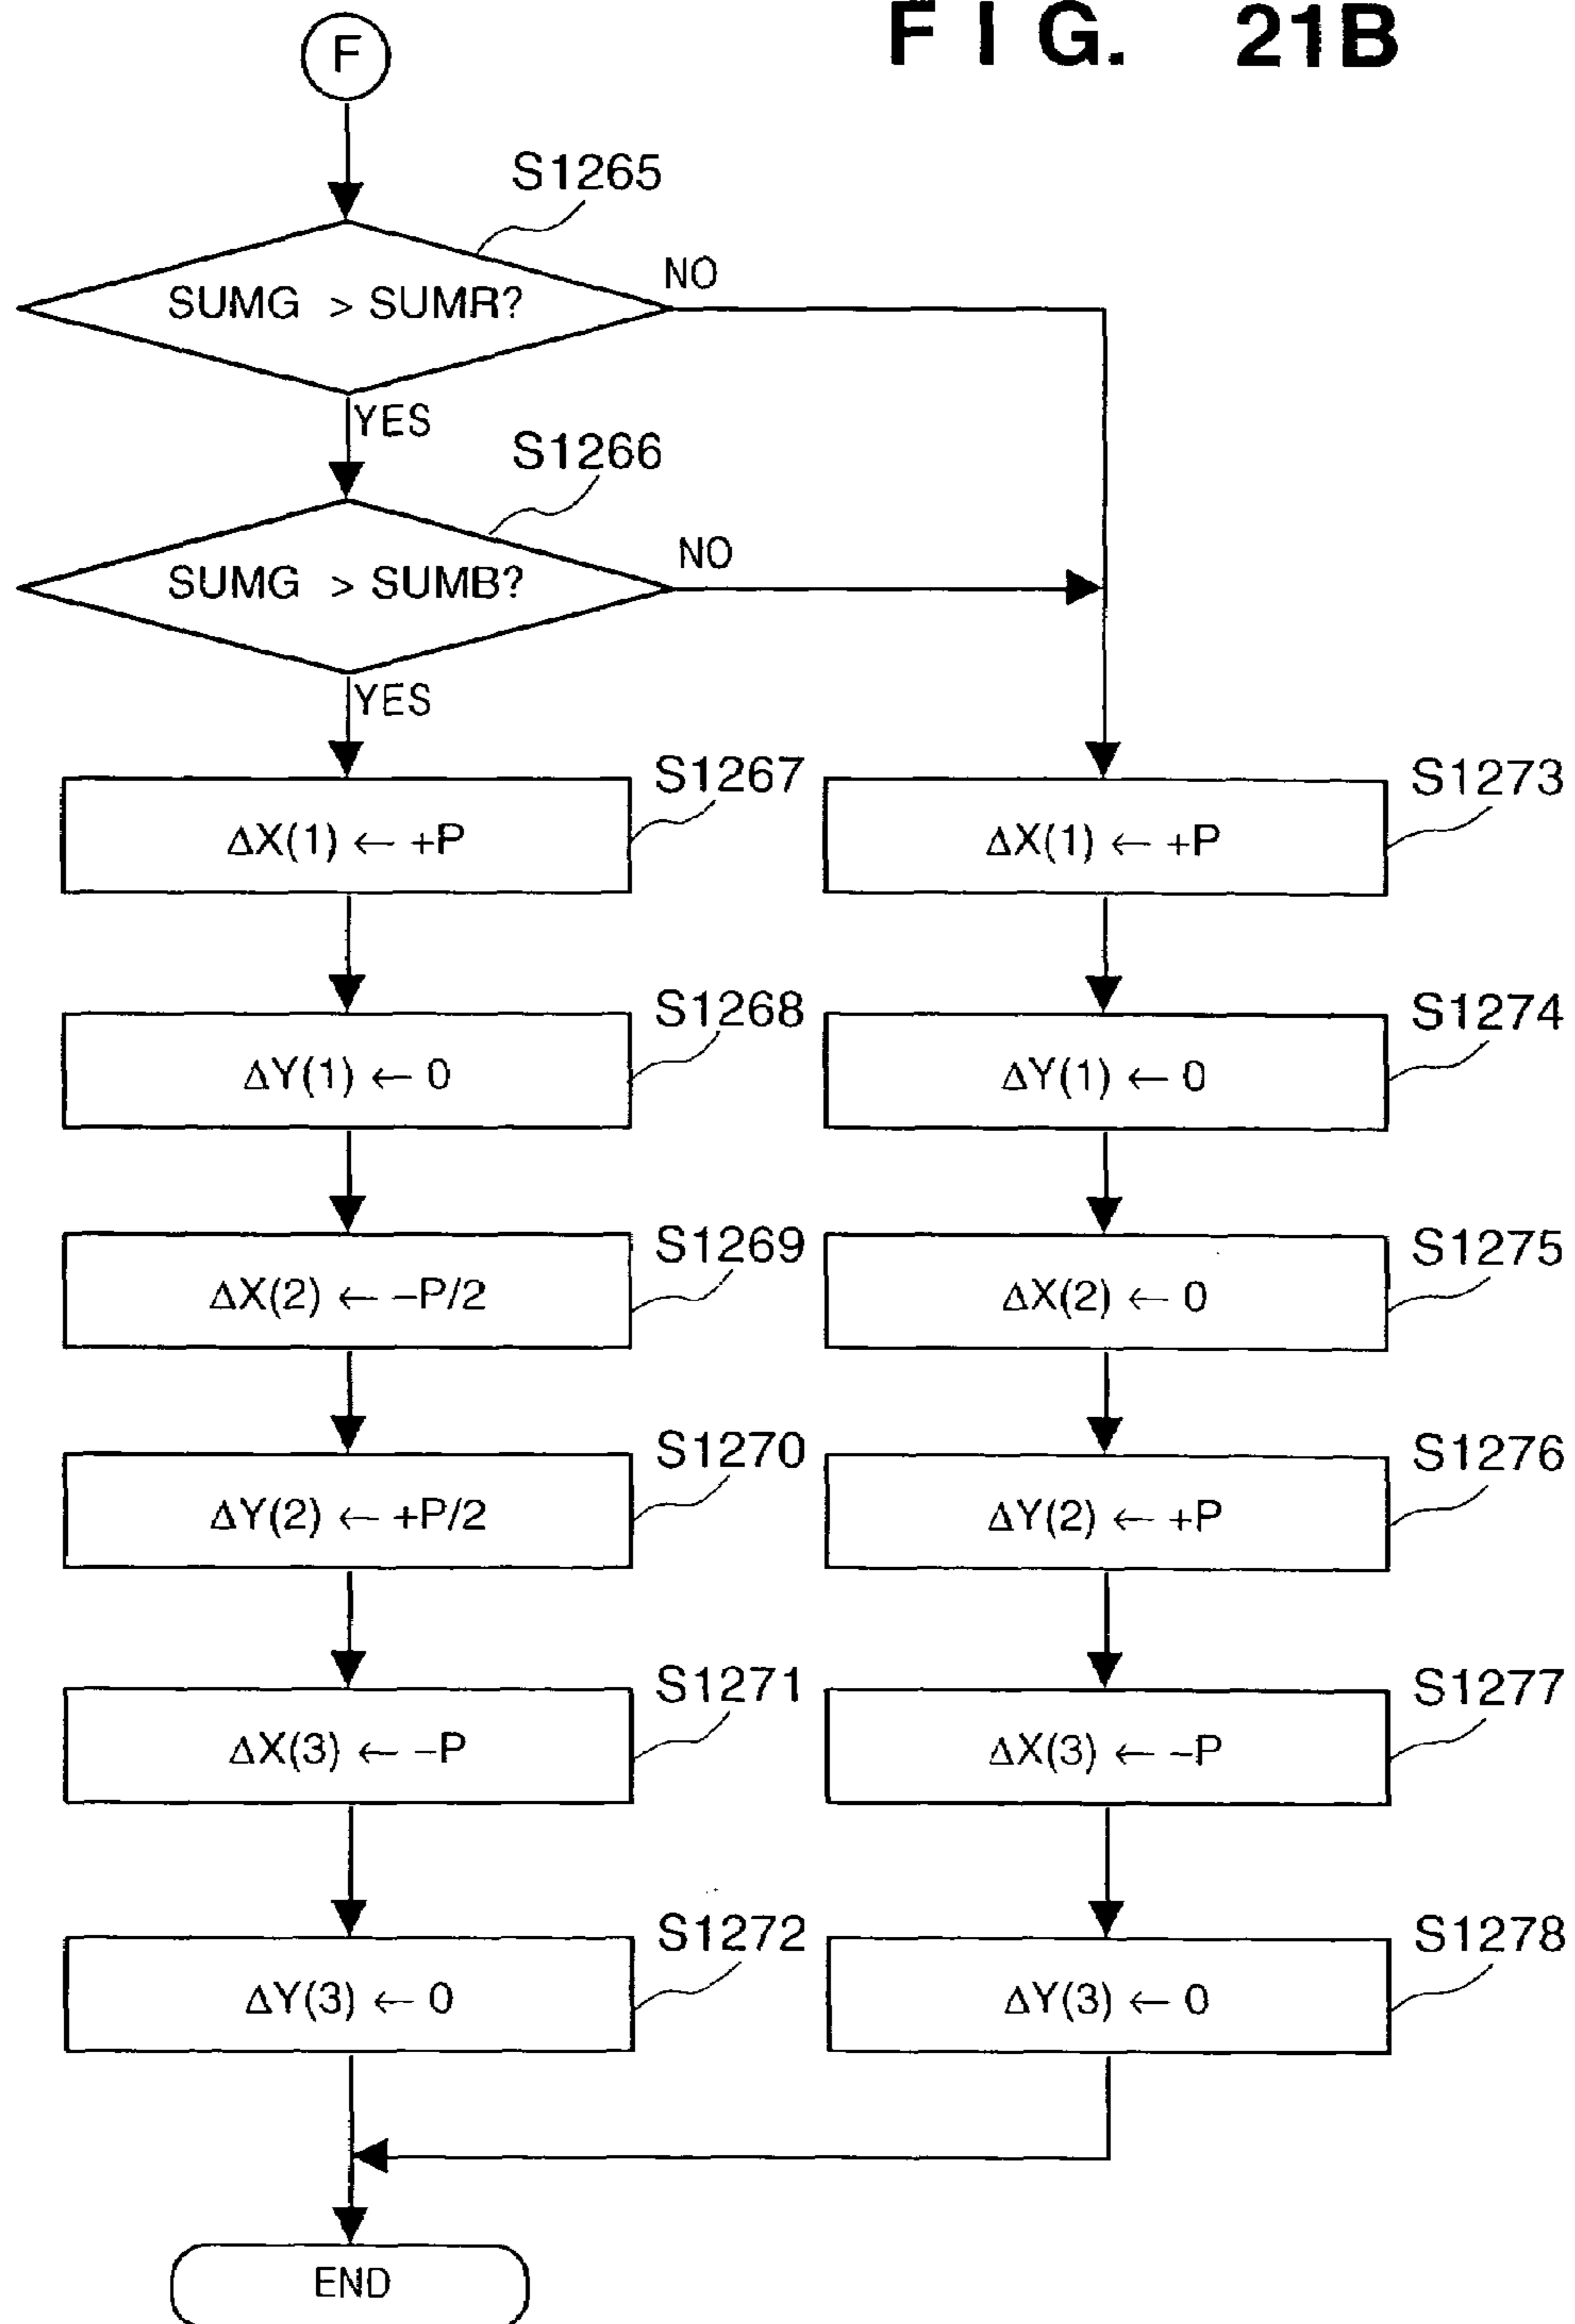 F I G. 21B
F
S1265
SUMG > SUMR?
NO
YES
S1266
SUMG > SUMB?
NO
YES
S1267
ΔX(1) ← +P
S1268
ΔY(1) ← 0
S1269
ΔX(2) ← −P/2
S1270
ΔY(2) ← +P/2
S1271
ΔX(3) ← −P
S1272
ΔY(3) ← 0
S1273
ΔX(1) ← +P
S1274
ΔY(1) ← 0
S1275
ΔX(2) ← 0
S1276
ΔY(2) ← +P
S1277
ΔX(3) ← −P
S1278
ΔY(3) ← 0
END